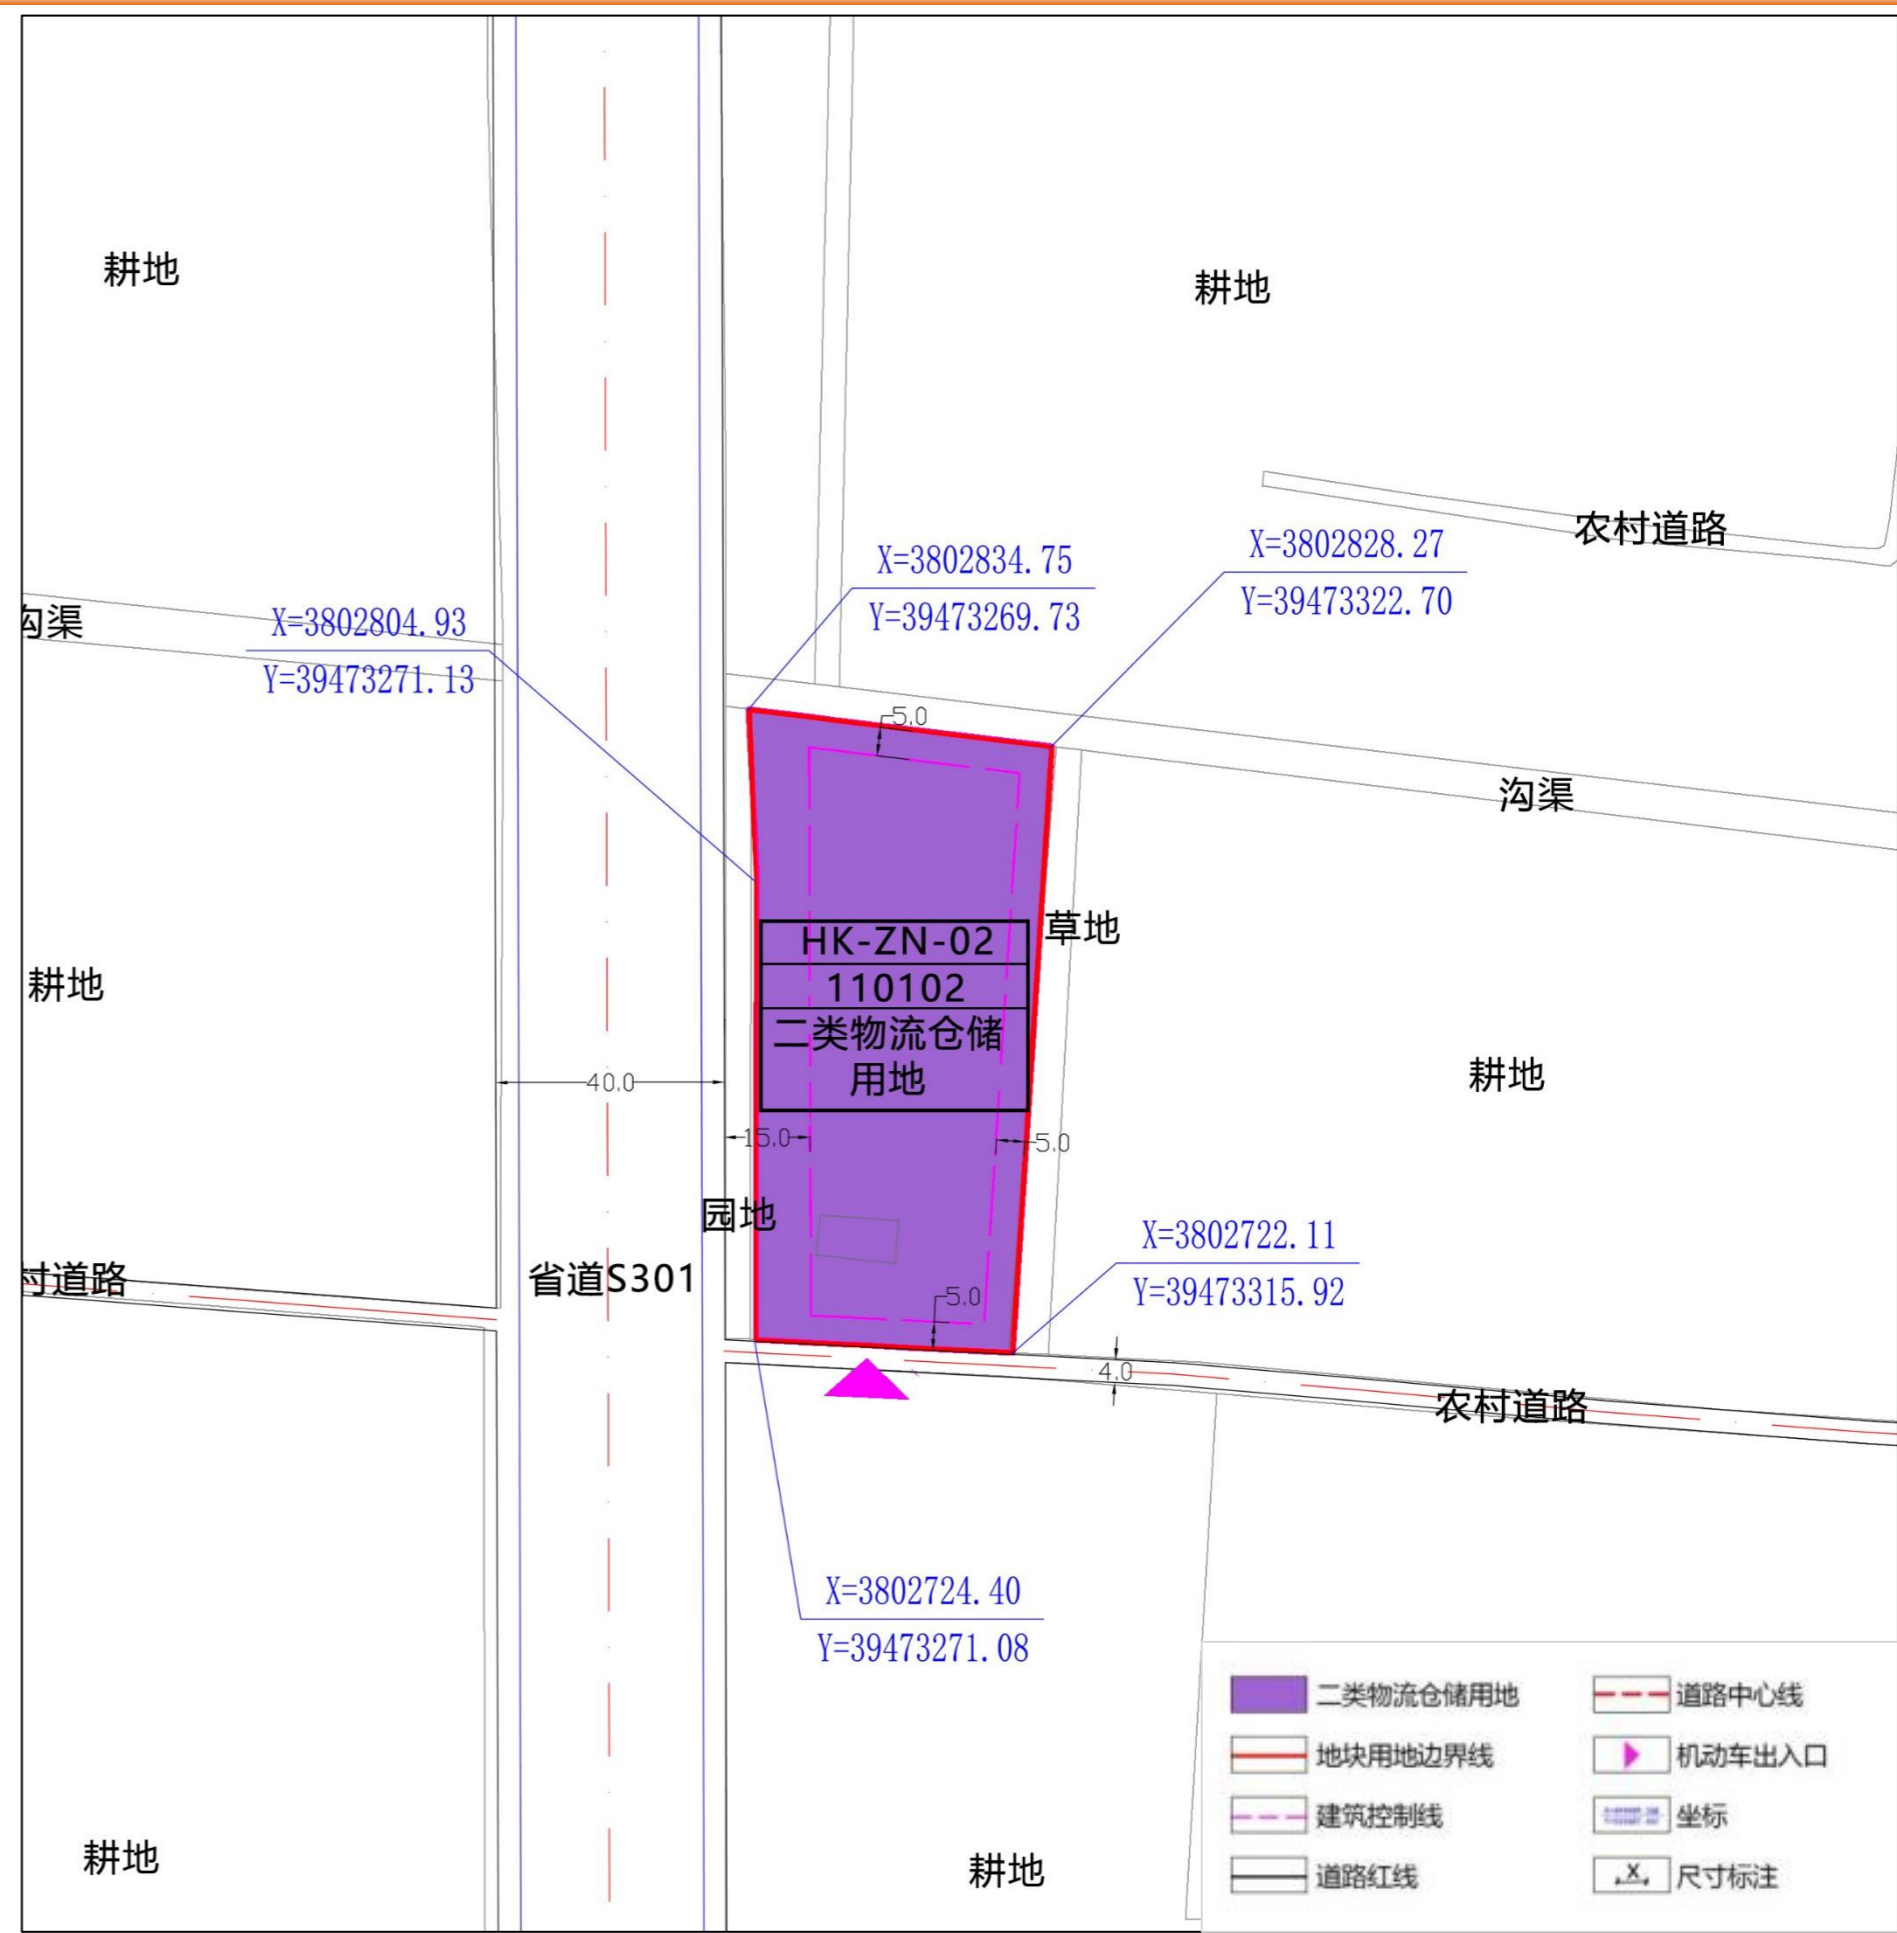 耕地
耕地
农村道路
X=3802834.75
Y=39473269.73
X=3802828.27
Y=39473322.70
沟渠
X=3802804.93
Y=39473271.13
5.0
沟渠
草地
HK-ZN-02
110102
二类物流仓储
用地
耕地
耕地
40.0
15.0
5.0
园地
省道S301
村道路
5.0
X=3802722.11
Y=39473315.92
4.0
农村道路
X=3802724.40
Y=39473271.08
耕地
耕地
二类物流仓储用地
道路中心线
地块用地边界线
机动车出入口
建筑控制线
坐标
道路红线
X
尺寸标注